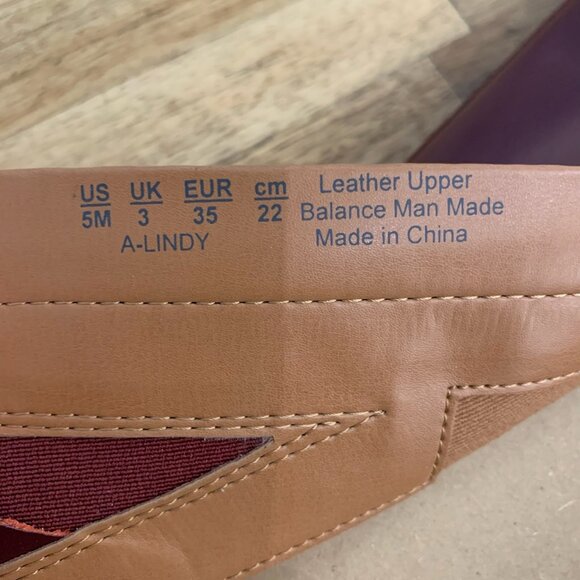 US UK EUR cm Leather Upper
5M 3 35 22 Balance Man Made
A-LINDY Made in China